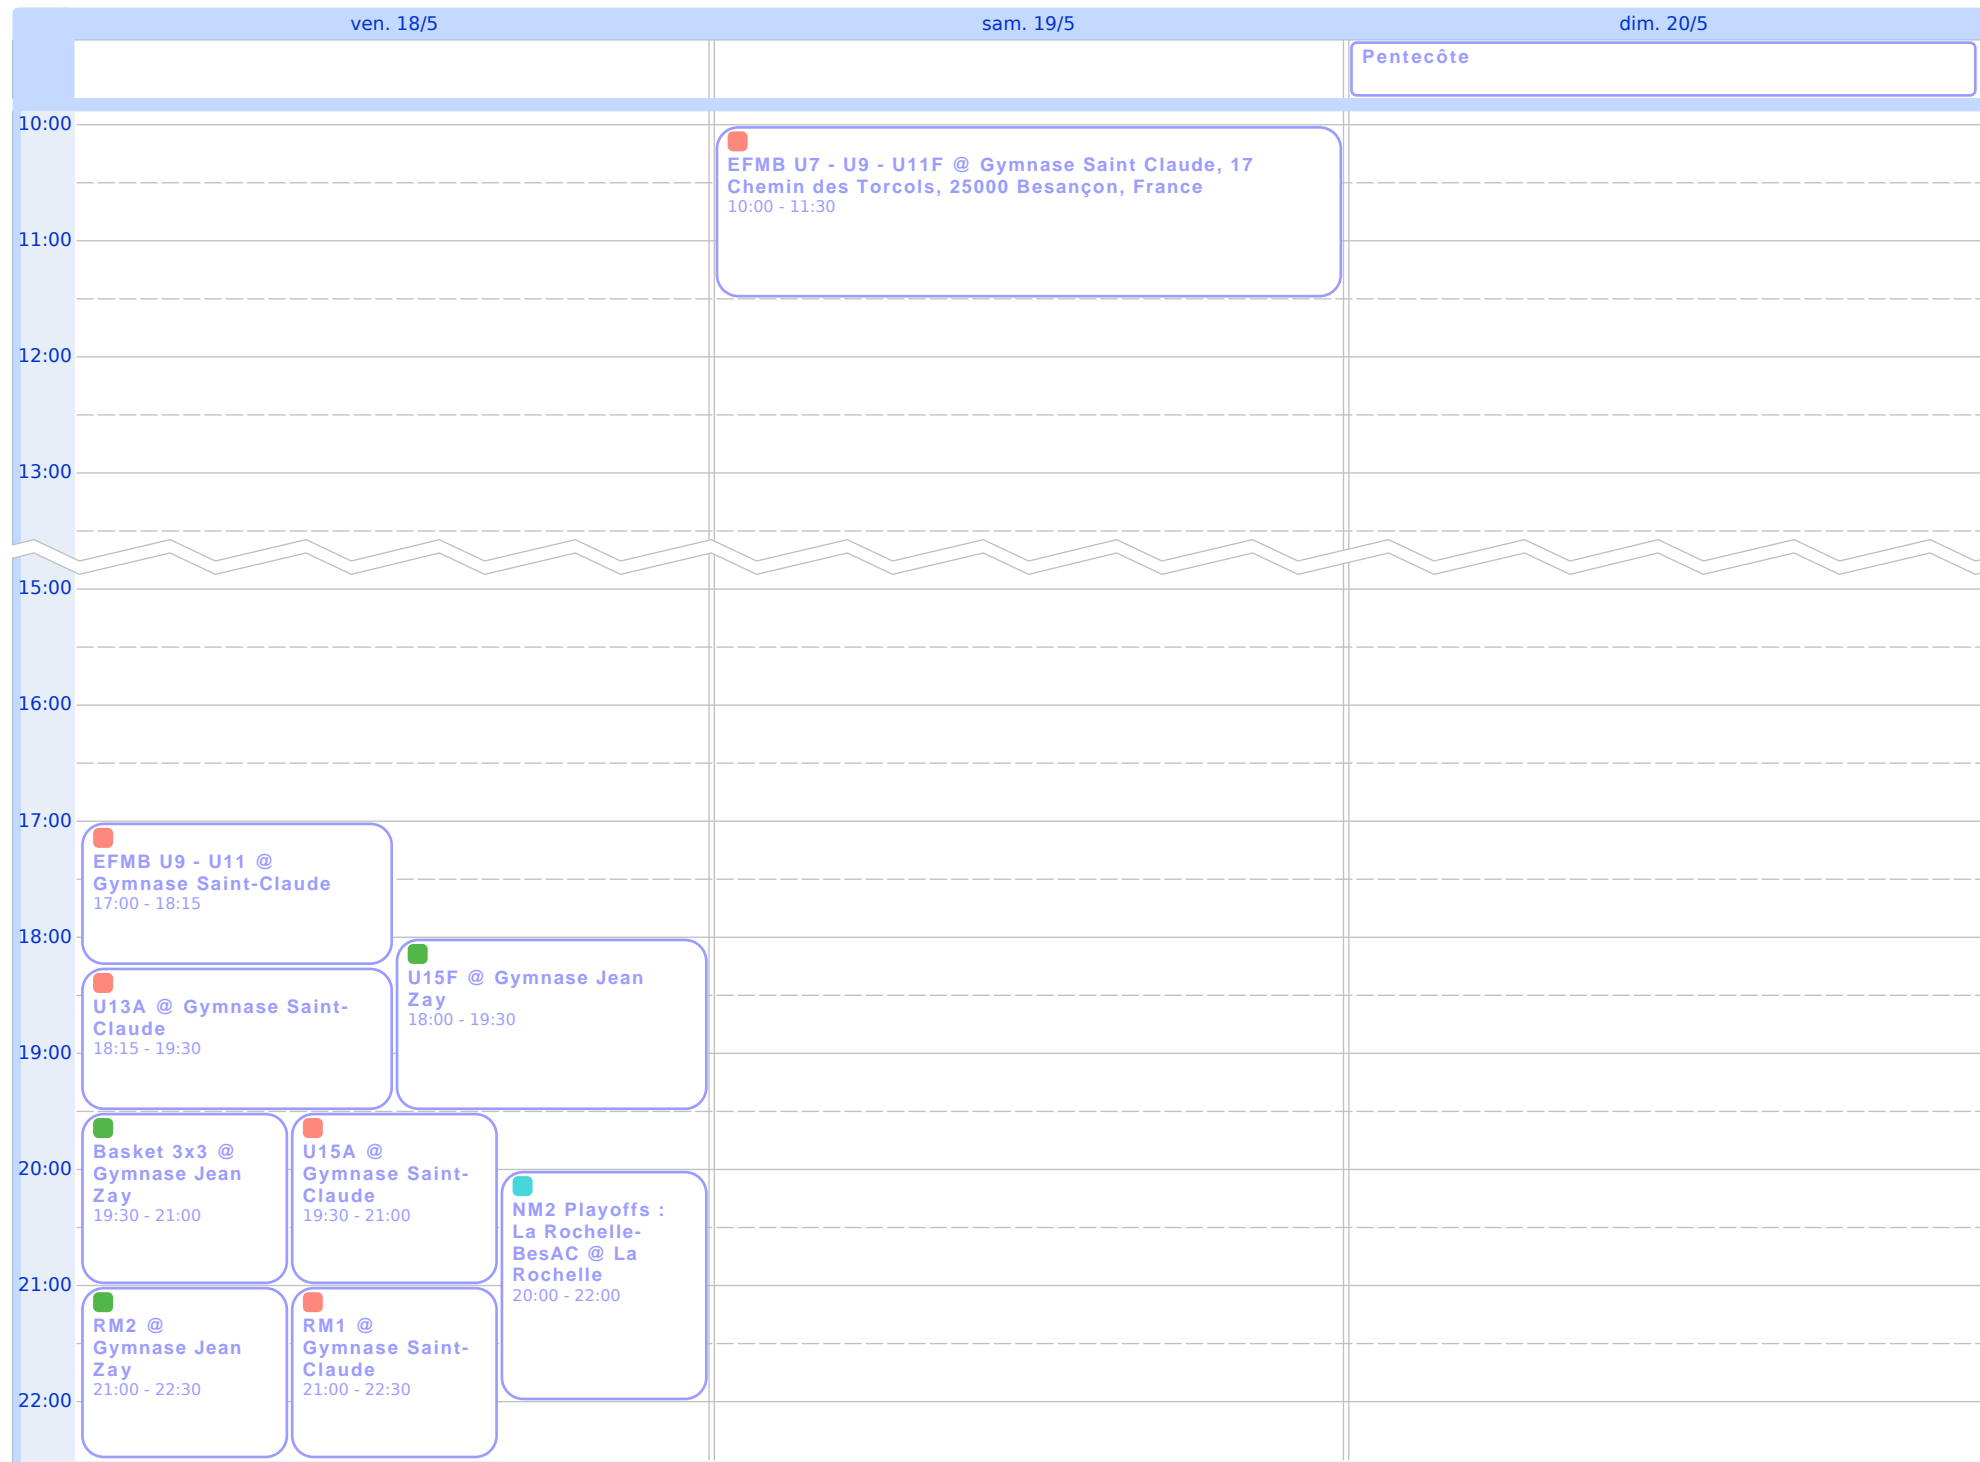 ven. 18/5
sam. 19/5
dim. 20/5
Pentecôte
10:00
EFMB U7 - U9 - U11F @ Gymnase Saint Claude, 17
Chemin des Torcols, 25000 Besançon, France
10:00 - 11:30
11:00
12:00
13:00
15:00
16:00
17:00
EFMB U9 - U11 @
Gymnase Saint-Claude
17:00 - 18:15
18:00
U15F @ Gymnase Jean
Zay
18:00 - 19:30
U13A @ Gymnase Saint-
Claude
18:15 - 19:30
19:00
Basket 3x3 @
Gymnase Jean
Zay
19:30 - 21:00
U15A @
Gymnase Saint-
Claude
19:30 - 21:00
20:00
NM2 Playoffs :
La Rochelle-
BesAC @ La
Rochelle
20:00 - 22:00
21:00
RM2 @
Gymnase Jean
Zay
21:00 - 22:30
RM1 @
Gymnase Saint-
Claude
21:00 - 22:30
22:00